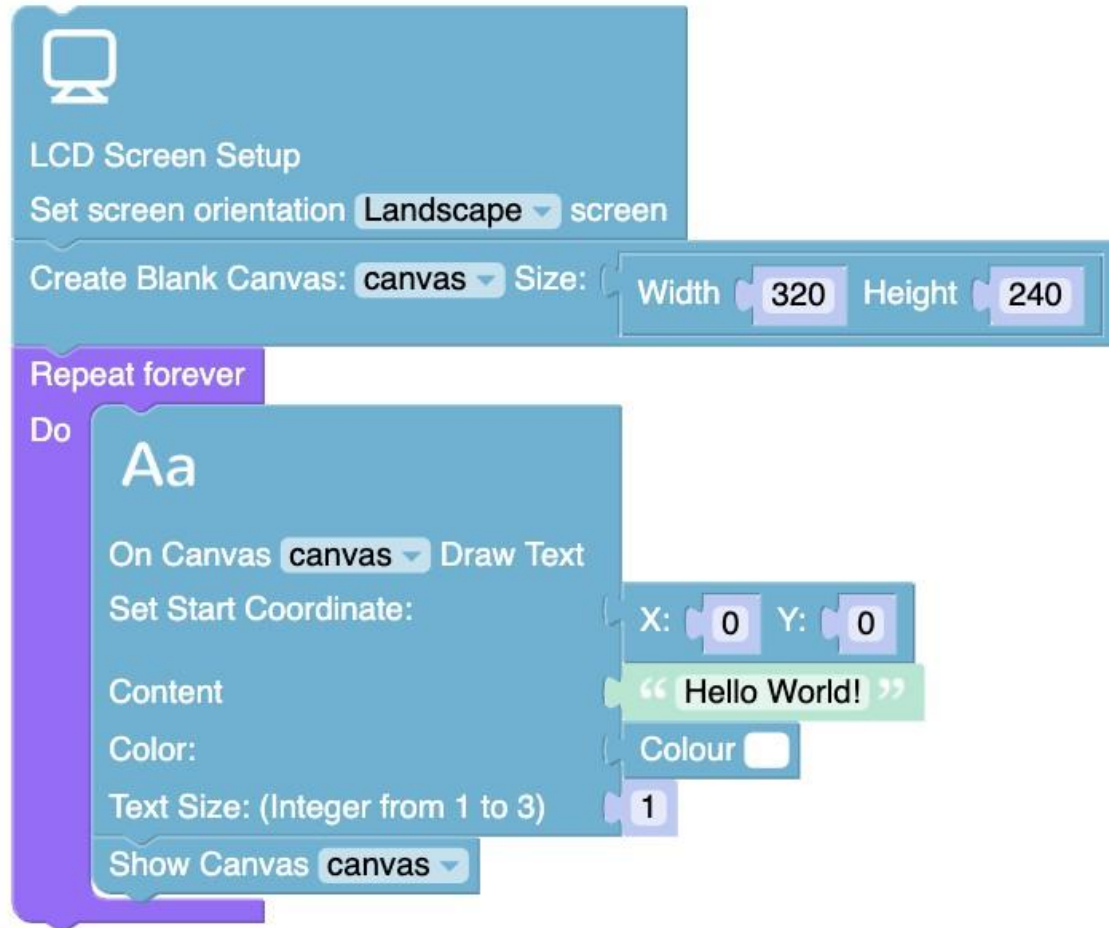 LCD Screen Setup
Set screen orientation Landscape screen
Create Blank Canvas: canvas Size: Width 320 Height 240
Repeat forever
Do
Aa
On Canvas canvas Draw Text
Set Start Coordinate: X: 0 Y: 0
Content “ Hello World! ”
Color: Colour
Text Size: (Integer from 1 to 3) 1
Show Canvas canvas